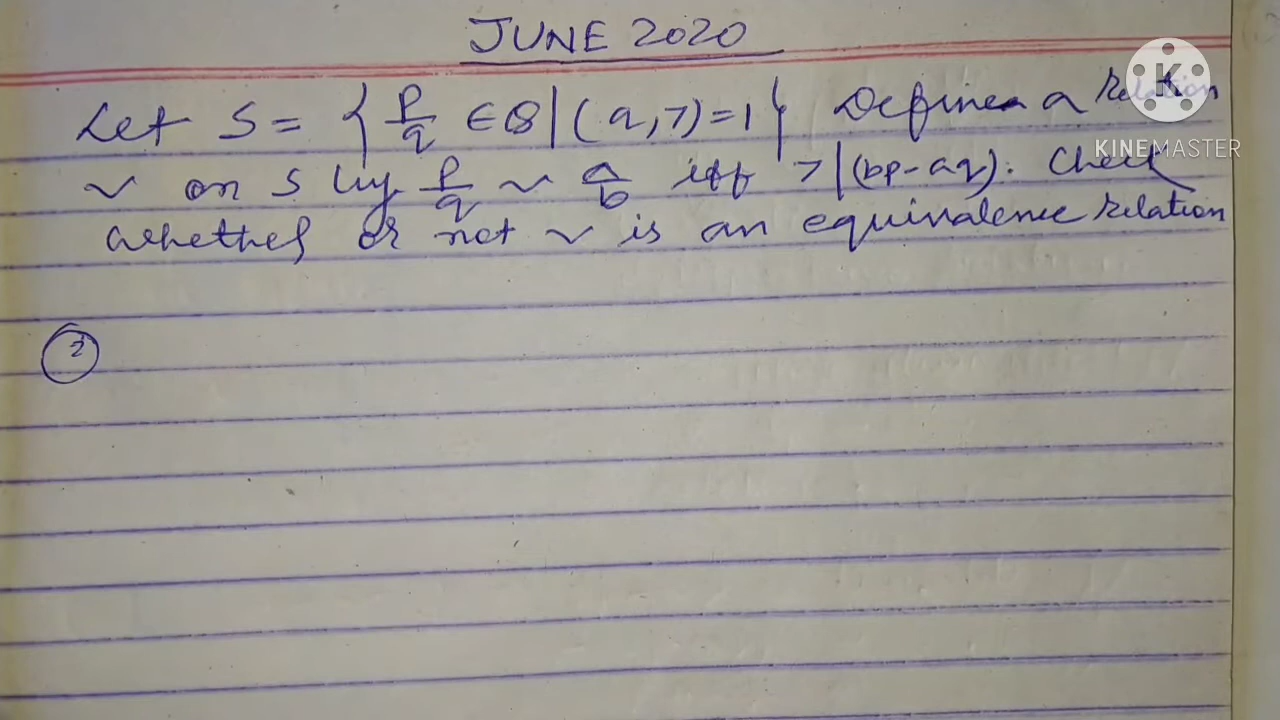 JUNE 2020
Let S = { p/q ∈ Q | (q,7)=1 } Define a relation
~ on S by p/q ~ a/b iff 7|(bp-aq). Check
whether or not ~ is an equivalence relation
2
K
KINEMASTER